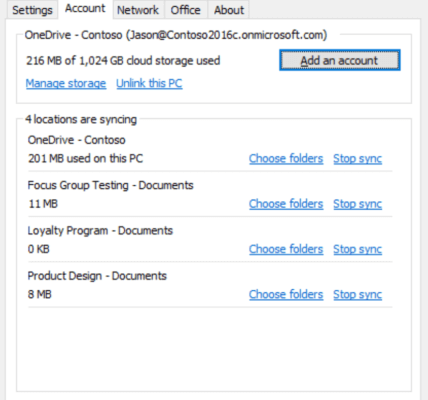 Settings Account Network Office About
OneDrive - Contoso (Jason@Contoso2016c.onmicrosoft.com)
216 MB of 1,024 GB cloud storage used Add an account
Manage storage Unlink this PC
4 locations are syncing
OneDrive - Contoso
201 MB used on this PC Choose folders Stop sync
Focus Group Testing - Documents
11 MB Choose folders Stop sync
Loyalty Program - Documents
0 KB Choose folders Stop sync
Product Design - Documents
8 MB Choose folders Stop sync